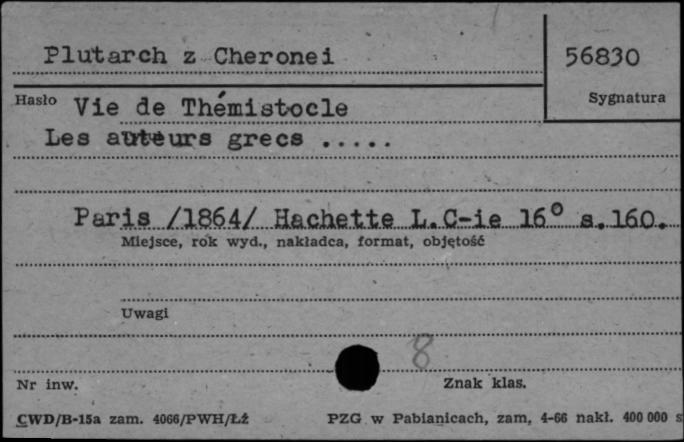 Plutarch z Cheronei
56830
Sygnatura
Hasło Vie de Thémistocle
Les auteurs grecs .....
Paris /1864/ Hachette L.C-ie 16° s.160.
Miejsce, rok wyd., nakładca, format, objętość
Uwagi
8
Nr inw. Znak klas.
CWD/B-15a zam. 4066/PWH/Łż PZG w Pabianicach, zam, 4-66 nakł. 400 000 s